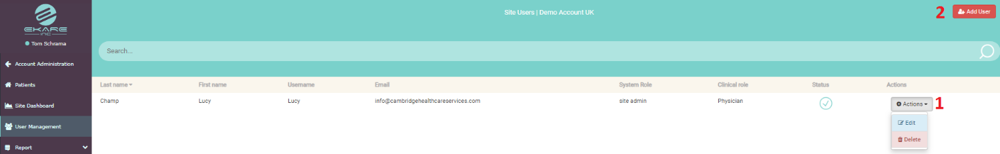 EKARE
inc
Tom Schrama
Account Administration
Patients
Site Dashboard
User Management
Report
Site Users | Demo Account UK
2 Add User
Search...
Last name First name Username Email System Role Clinical role Status Actions
Champ Lucy Lucy info@cambridgehealthcareservices.com site admin Physician Actions 1
Edit
Delete